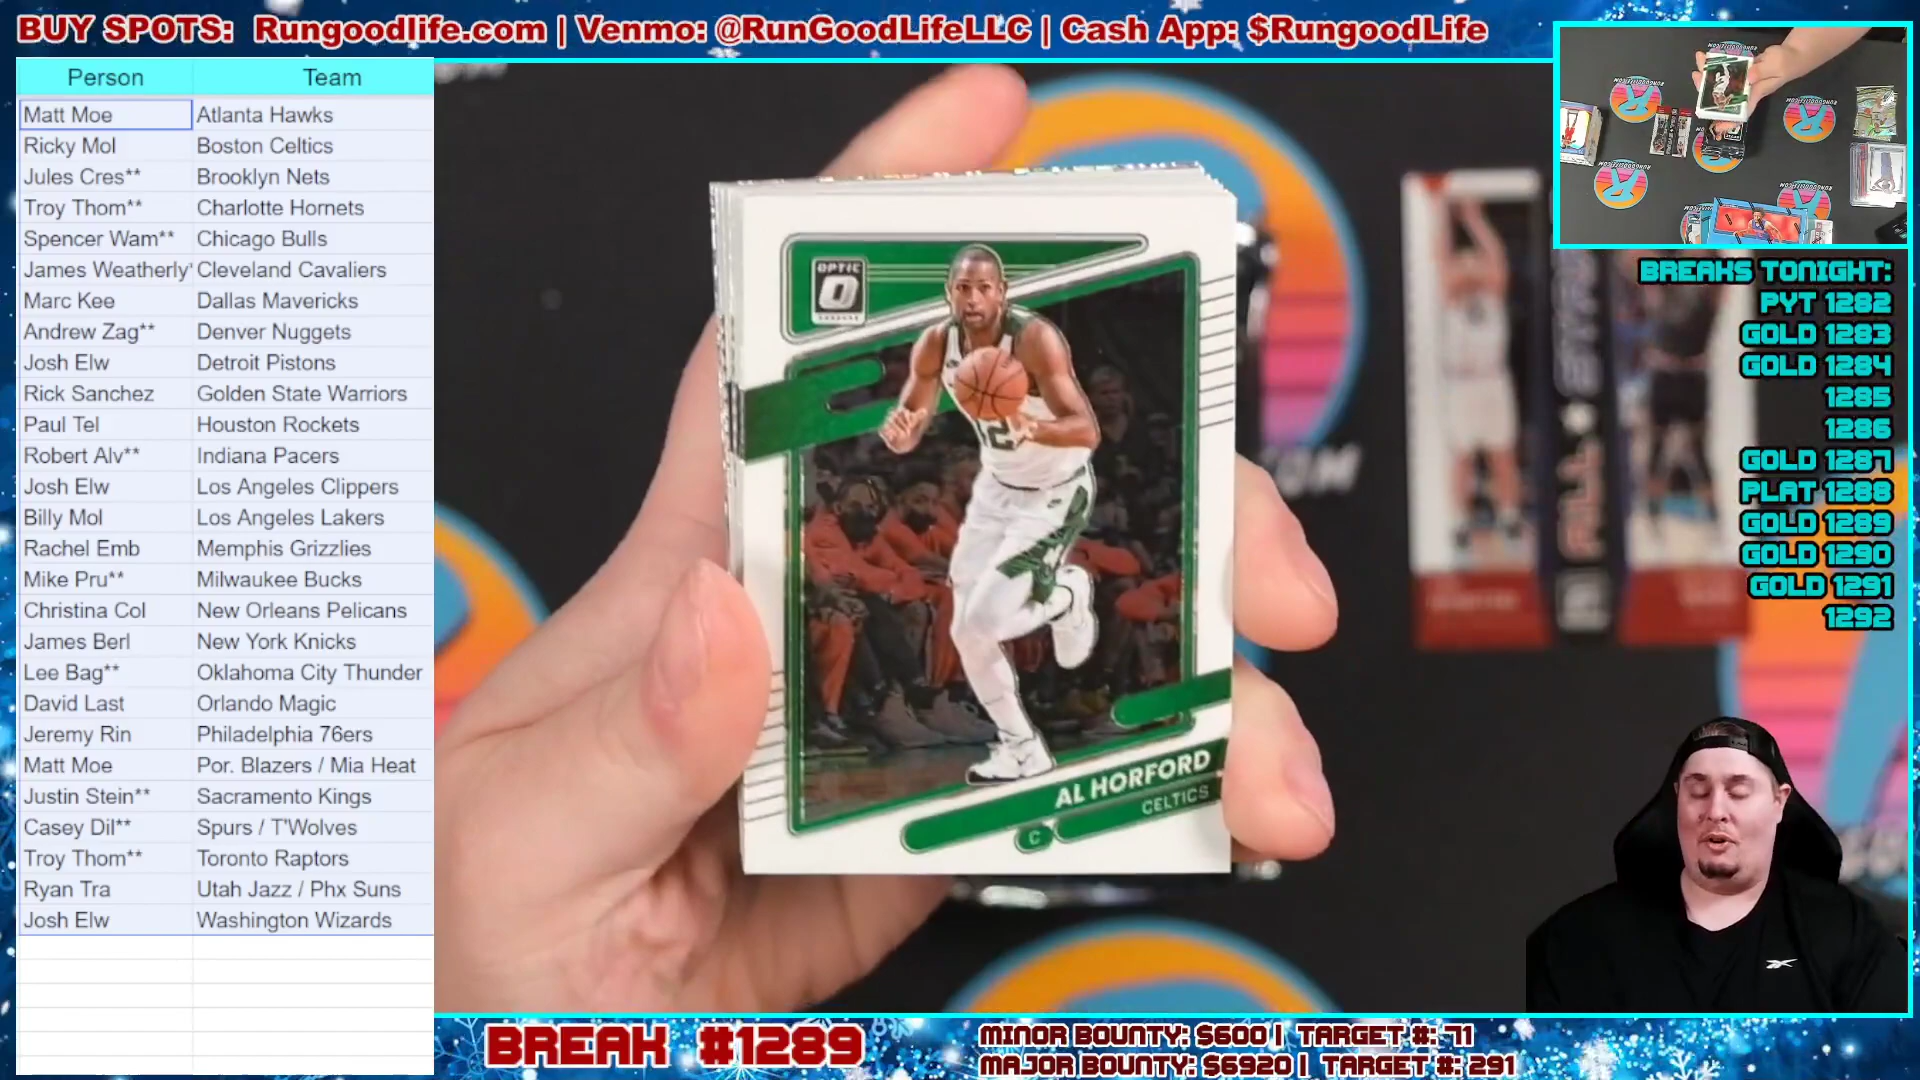 BUY SPOTS: Rungoodlife.com | Venmo: @RunGoodLifeLLC | Cash App: $RungoodLife
Person Team
Matt Moe Atlanta Hawks
Ricky Mol Boston Celtics
Jules Cres** Brooklyn Nets
Troy Thom** Charlotte Hornets
Spencer Wam** Chicago Bulls
James Weatherly* Cleveland Cavaliers
Marc Kee Dallas Mavericks
Andrew Zag** Denver Nuggets
Josh Elw Detroit Pistons
Rick Sanchez Golden State Warriors
Paul Tel Houston Rockets
Robert Alv** Indiana Pacers
Josh Elw Los Angeles Clippers
Billy Mol Los Angeles Lakers
Rachel Emb Memphis Grizzlies
Mike Pru** Milwaukee Bucks
Christina Col New Orleans Pelicans
James Berl New York Knicks
Lee Bag** Oklahoma City Thunder
David Last Orlando Magic
Jeremy Rin Philadelphia 76ers
Matt Moe Por. Blazers / Mia Heat
Justin Stein** Sacramento Kings
Casey Dil** Spurs / T'Wolves
Troy Thom** Toronto Raptors
Ryan Tra Utah Jazz / Phx Suns
Josh Elw Washington Wizards
OPTIC
AL HORFORD
CELTICS
C
BREAKS TONIGHT:
PYT 1282
GOLD 1283
GOLD 1284
1285
1286
GOLD 1287
PLAT 1288
GOLD 1289
GOLD 1290
GOLD 1291
1292
BREAK #1289
MINOR BOUNTY: $600 | TARGET #: 71
MAJOR BOUNTY: $6920 | TARGET #: 291